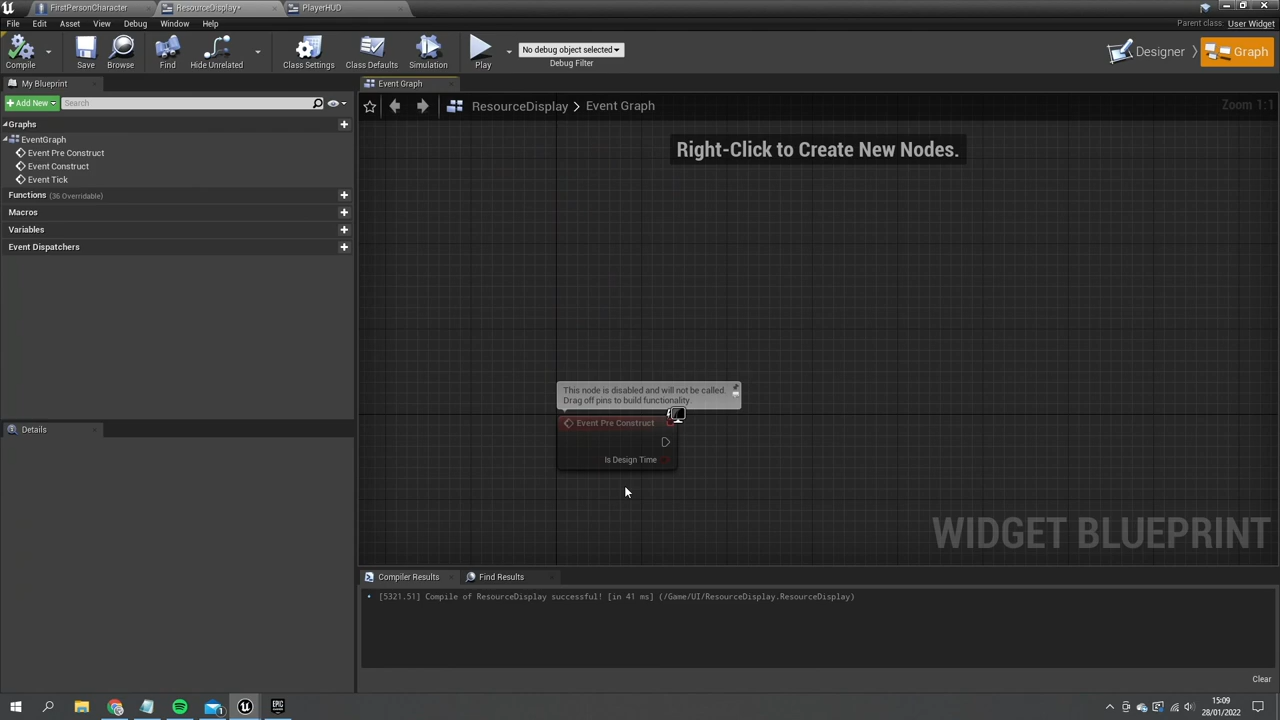 FirstPersonCharacter
ResourceDisplay*
PlayerHUD
File
Edit
Asset
View
Debug
Window
Help
Parent class:
User Widget
Compile
Save
Browse
Find
Hide Unrelated
Class Settings
Class Defaults
Simulation
Play
No debug object selected
Debug Filter
Designer
Graph
My Blueprint
+ Add New
Search
Event Graph
ResourceDisplay > Event Graph
Zoom 1:1
Right-Click to Create New Nodes.
Graphs
EventGraph
Event Pre Construct
Event Construct
Event Tick
Functions (36 Overridable)
Macros
Variables
Event Dispatchers
This node is disabled and will not be called.
Drag off pins to build functionality.
Event Pre Construct
Is Design Time
Details
WIDGET BLUEPRINT
Compiler Results
Find Results
[5321.51] Compile of ResourceDisplay successful! [in 41 ms] (/Game/UI/ResourceDisplay.ResourceDisplay)
Clear
15:09
28/01/2022